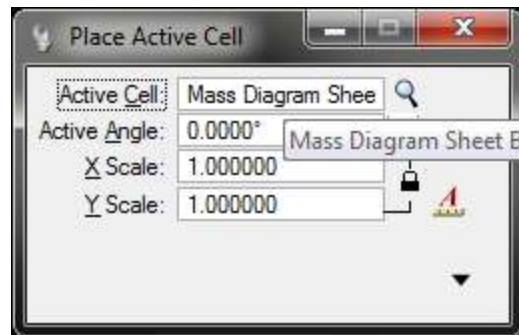 Place Active Cell
Active Cell: Mass Diagram Shee
Active Angle: 0.0000°
Mass Diagram Sheet B
X Scale: 1.000000
Y Scale: 1.000000